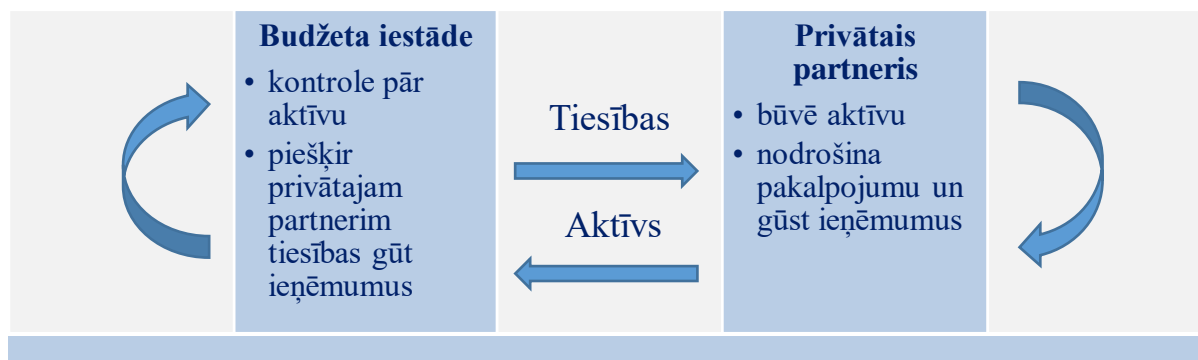 Budžeta iestāde
• kontrole pār
aktīvu
• piešķir
privātajam
partnerim
tiesības gūt
ieņēmumus
Tiesības
Aktīvs
Privātais
partneris
• būvē aktīvu
• nodrošina
pakalpojumu un
gūst ieņēmumus